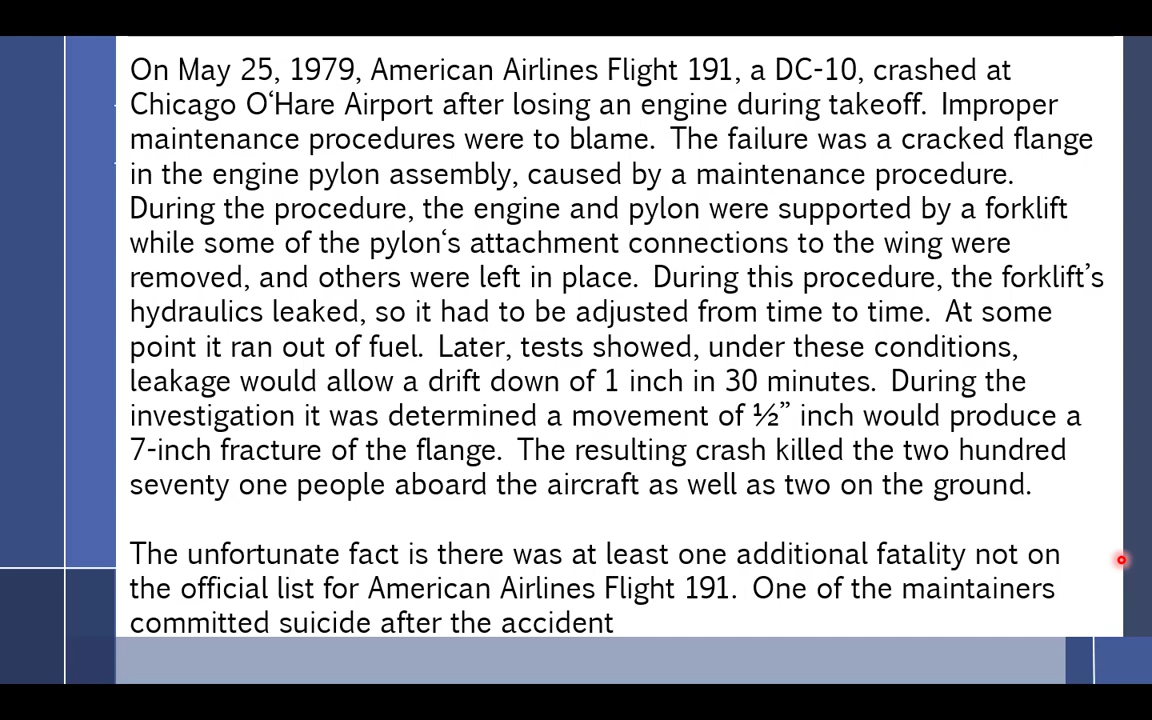 On May 25, 1979, American Airlines Flight 191, a DC-10, crashed at
Chicago O‘Hare Airport after losing an engine during takeoff.  Improper
maintenance procedures were to blame.  The failure was a cracked flange
in the engine pylon assembly, caused by a maintenance procedure.
During the procedure, the engine and pylon were supported by a forklift
while some of the pylon‘s attachment connections to the wing were
removed, and others were left in place.  During this procedure, the forklift’s
hydraulics leaked, so it had to be adjusted from time to time.  At some
point it ran out of fuel.  Later, tests showed, under these conditions,
leakage would allow a drift down of 1 inch in 30 minutes.  During the
investigation it was determined a movement of ½” inch would produce a
7-inch fracture of the flange.  The resulting crash killed the two hundred
seventy one people aboard the aircraft as well as two on the ground.
The unfortunate fact is there was at least one additional fatality not on
the official list for American Airlines Flight 191.  One of the maintainers
committed suicide after the accident